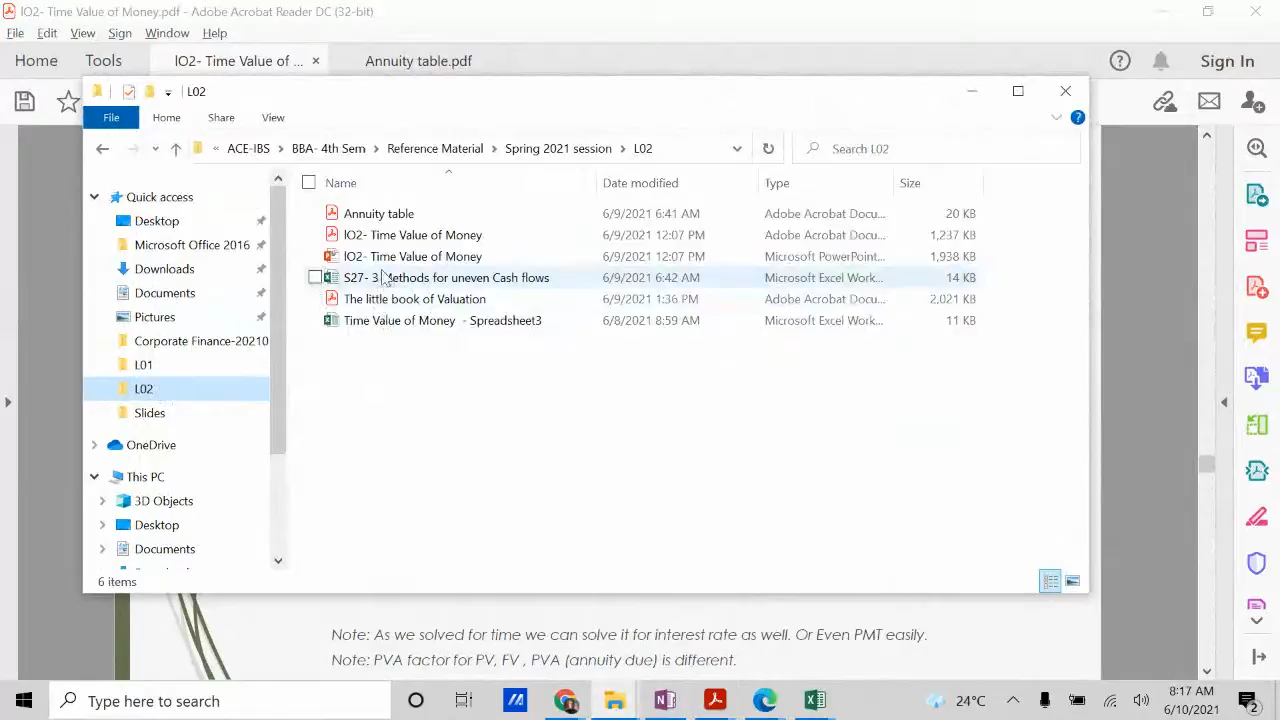 IO2- Time Value of Money.pdf - Adobe Acrobat Reader DC (32-bit)
File Edit View Sign Window Help
Home Tools IO2- Time Value of ... × Annuity table.pdf Sign In
L02
File Home Share View
« ACE-IBS > BBA- 4th Sem > Reference Material > Spring 2021 session > L02 Search L02
Name Date modified Type Size
Quick access
Desktop
Microsoft Office 2016
Downloads
Documents
Pictures
Corporate Finance-20210
L01
L02
Slides
OneDrive
This PC
3D Objects
Desktop
Documents
Annuity table 6/9/2021 6:41 AM Adobe Acrobat Docu... 20 KB
IO2- Time Value of Money 6/9/2021 12:07 PM Adobe Acrobat Docu... 1,237 KB
IO2- Time Value of Money 6/9/2021 12:07 PM Microsoft PowerPoint... 1,938 KB
S27- 3 Methods for uneven Cash flows 6/9/2021 6:42 AM Microsoft Excel Work... 14 KB
The little book of Valuation 6/9/2021 1:36 PM Adobe Acrobat Docu... 2,021 KB
Time Value of Money - Spreadsheet3 6/8/2021 8:59 AM Microsoft Excel Work... 11 KB
6 items
Note: As we solved for time we can solve it for interest rate as well. Or Even PMT easily.
Note: PVA factor for PV, FV , PVA (annuity due) is different.
Type here to search
24°C
8:17 AM
6/10/2021
2